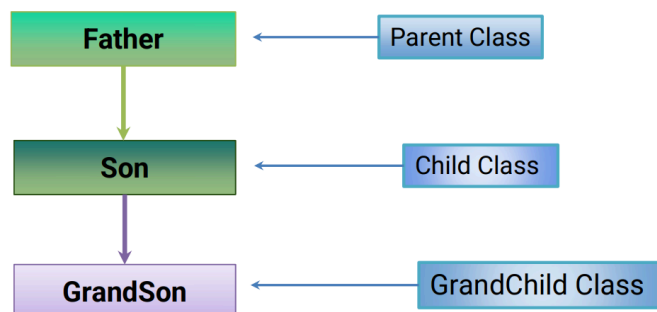 Father
Parent Class
Son
Child Class
GrandSon
GrandChild Class